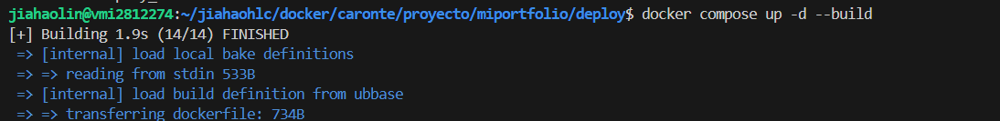 jiahaolin@vmi2812274:~/jiahaohlc/docker/caronte/proyecto/miportfolio/deploy$ docker compose up -d --build
[+] Building 1.9s (14/14) FINISHED
=> [internal] load local bake definitions
=> => reading from stdin 533B
=> [internal] load build definition from ubbase
=> => transferring dockerfile: 734B